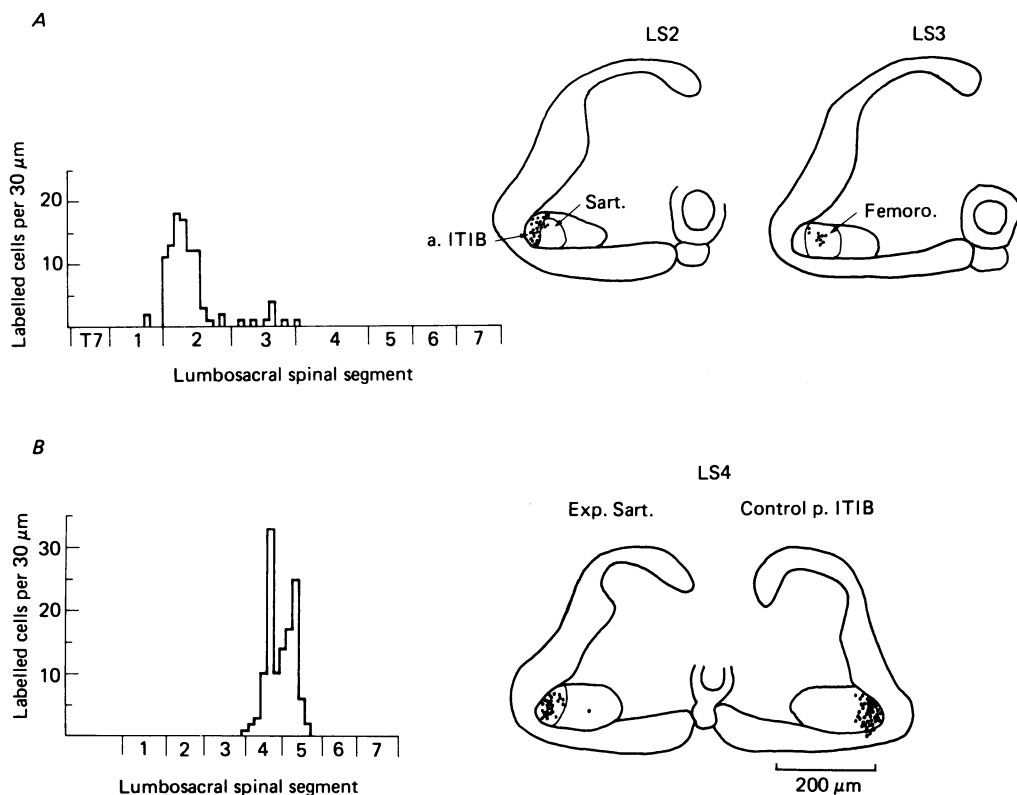 A
LS2
LS3
Labelled cells per 30 μm
20
10
Sart.
a. ITIB
Femoro.
T7 1 2 3 4 5 6 7
Lumbosacral spinal segment
B
LS4
Exp. Sart.
Control p. ITIB
Labelled cells per 30 μm
30
20
10
1 2 3 4 5 6 7
Lumbosacral spinal segment
200 μm